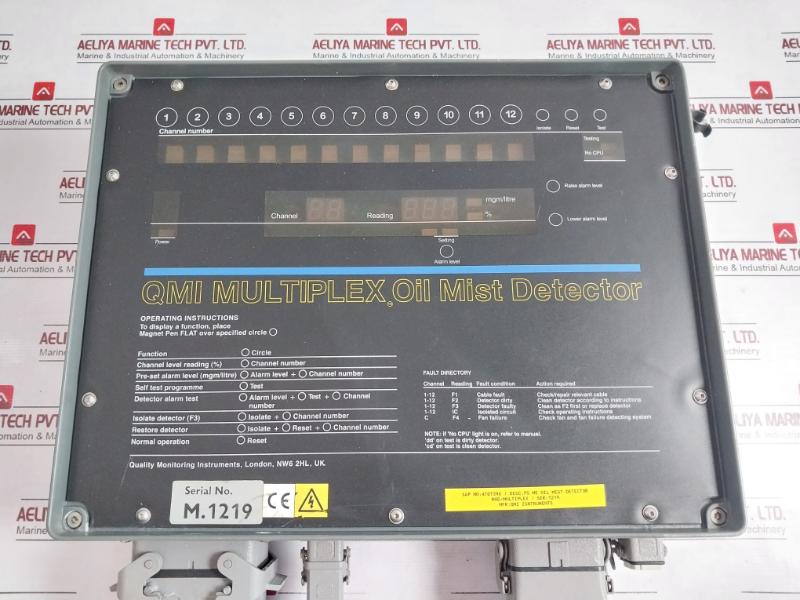 AELIYA MARINE TECH PVT. LTD.
Machinery & Industrial Automation & Navigation
1 2 3 4 5 6 7 8 9 10 11 12
Channel number
Isolate Reset Test
Testing
No CPU
mgm/litre
Raise alarm level
Channel
Reading
%
Lower alarm level
Power
Setting
Alarm level
QMI MULTIPLEX Oil Mist Detector
OPERATING INSTRUCTIONS
To display a function, place
Magnet Pen FLAT over specified circle
Function Circle
Channel level reading (%) Channel number
Pre-set alarm level (mgm/litre) Alarm level + Channel number
Self test programme Test
Detector alarm test Alarm level + Test + Channel number
Isolate detector (F3) Isolate + Channel number
Restore detector Isolate + Reset + Channel number
Normal operation Reset
FAULT DIRECTORY
Channel Reading Fault condition Action required
1-12 F1 Cable fault Check/repair relevant cable
1-12 F2 Detector dirty Clean detector according to instructions
1-12 F3 Detector faulty Clean as F2 first or replace detector
1-12 IC Isolated circuit Check operating instructions
C F4 Fan failure Check fan and fan failure detecting system
NOTE: If 'No CPU' light is on, refer to manual.
'dd' on test is dirty detector.
'cd' on test is clean detector.
Quality Monitoring Instruments, London, NW6 2HL, UK.
Serial No.
M.1219
CE
MFR:QMI INSTRUMENTS